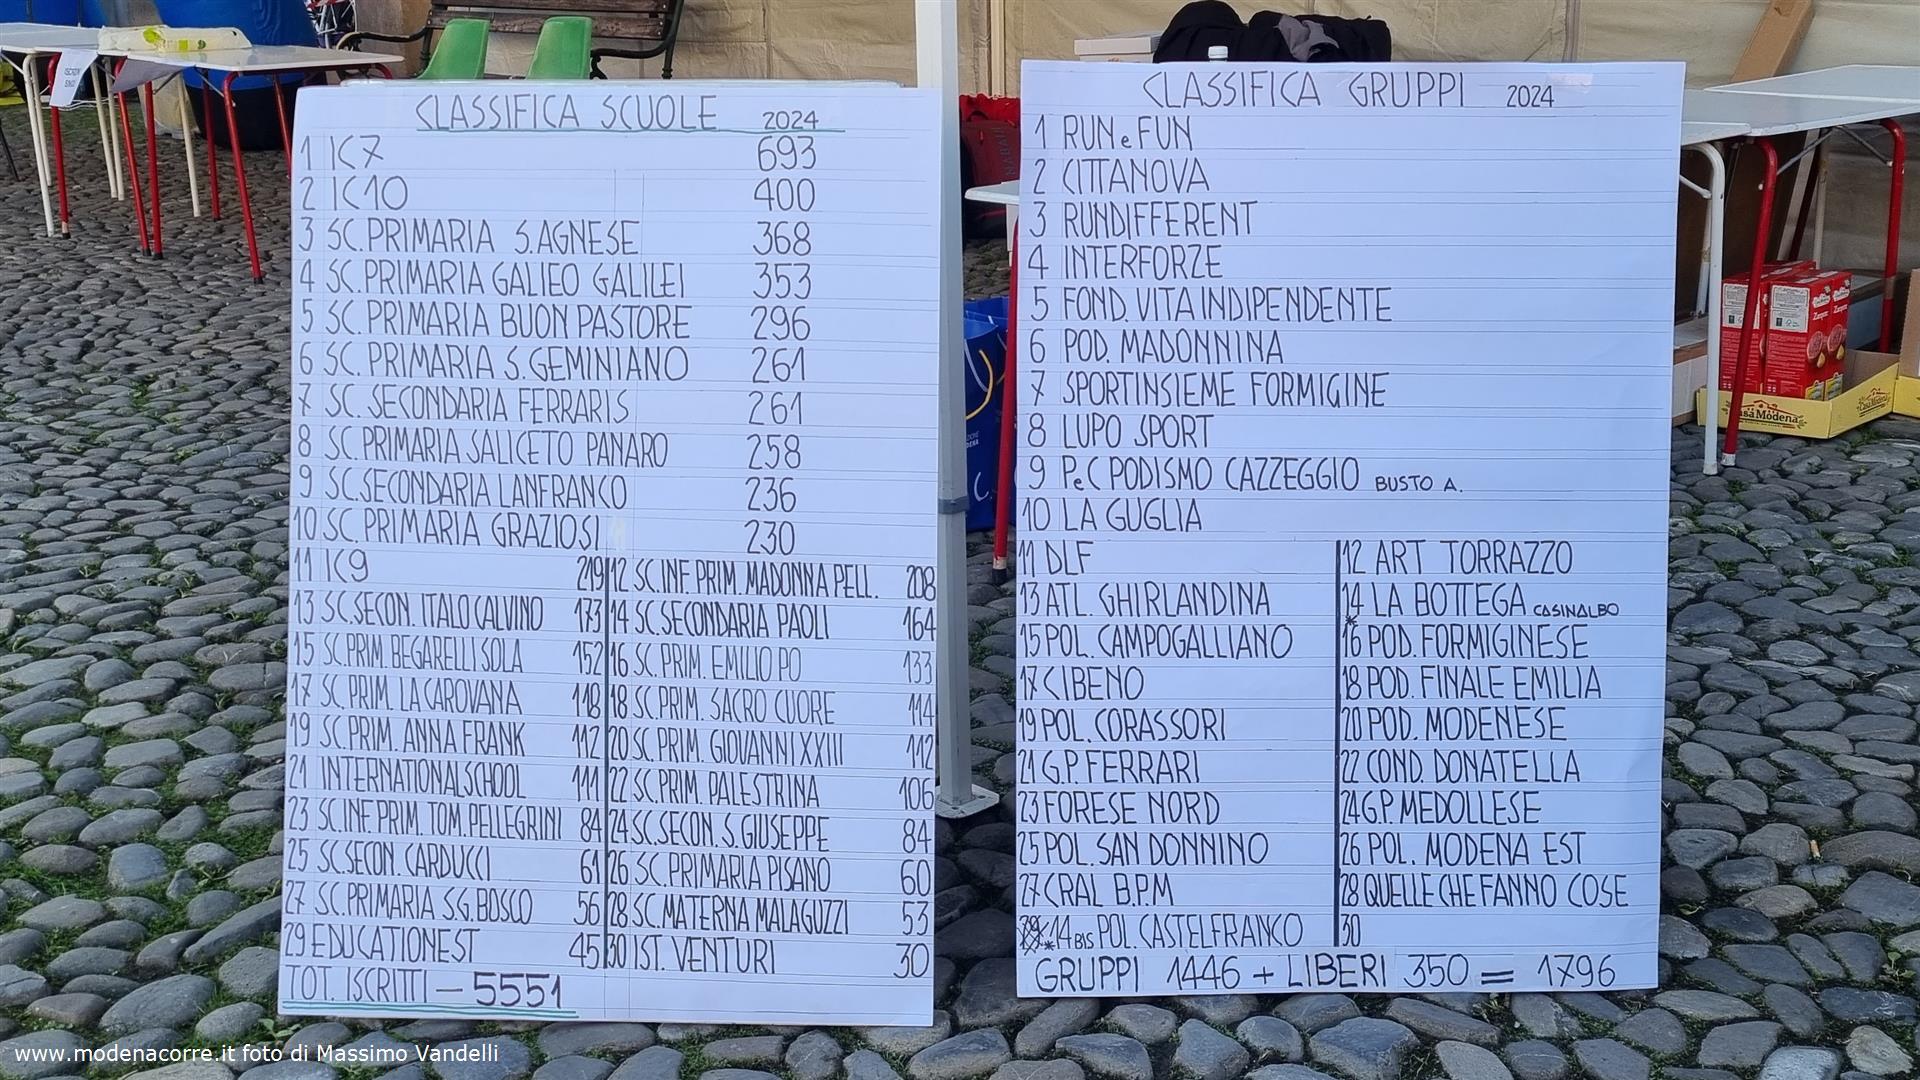 CLASSIFICA SCUOLE 2024
1 IC7 693
2 IC10 400
3 SC. PRIMARIA S.AGNESE 368
4 SC. PRIMARIA GALIEO GALILEI 353
5 SC. PRIMARIA BUON PASTORE 296
6 SC. PRIMARIA S.GEMINIANO 261
7 SC. SECONDARIA FERRARIS 261
8 SC. PRIMARIA SALICETO PANARO 258
9 SC. SECONDARIA LANFRANCO 236
10 SC. PRIMARIA GRAZIOSI 230
11 IC9 219 12 SC. INF. PRIM. MADONNA PELL. 208
13 SC. SECON. ITALO CALVINO 173 14 SC. SECONDARIA PAOLI 164
15 SC. PRIM. BEGARELLI SOLA 152 16 SC. PRIM. EMILIO PO 133
17 SC. PRIM. LA CAROVANA 118 18 SC. PRIM. SACRO CUORE 114
19 SC. PRIM. ANNA FRANK 112 20 SC. PRIM. GIOVANNI XXIII 112
21 INTERNATIONALSCHOOL 111 22 SC. PRIM. PALESTRINA 106
23 SC. INF. PRIM. TOM. PELLEGRINI 84 24 SC. SECON. S. GIUSEPPE 84
25 SC. SECON. CARDUCCI 61 26 SC. PRIMARIA PISANO 60
27 SC. PRIMARIA S.G. BOSCO 56 28 SC. MATERNA MALAGUZZI 53
29 EDUCATIONEST 45 30 IST. VENTURI 30
TOT. ISCRITTI — 5551
CLASSIFICA GRUPPI 2024
1 RUN e FUN
2 CITTANOVA
3 RUNDIFFERENT
4 INTERFORZE
5 FOND. VITA INDIPENDENTE
6 POD. MADONNINA
7 SPORTINSIEME FORMIGINE
8 LUPO SPORT
9 PeC PODISMO CAZZEGGIO BUSTO A.
10 LA GUGLIA
11 DLF 12 ART TORRAZZO
13 ATL. GHIRLANDINA 14 LA BOTTEGA CASINALBO
15 POL. CAMPOGALLIANO * 16 POD. FORMIGINESE
17 CIBENO 18 POD. FINALE EMILIA
19 POL. CORASSORI 20 POD. MODENESE
21 G.P. FERRARI 22 COND. DONATELLA
23 FORESE NORD 24 G.P. MEDOLLESE
25 POL. SAN DONNINO 26 POL. MODENA EST
27 CRAL B.P.M 28 QUELLE CHE FANNO COSE
29 * 14 BIS POL. CASTELFRANCO 30
GRUPPI 1446 + LIBERI 350 = 1796
Casa Modena
www.modenacorre.it foto di Massimo Vandelli